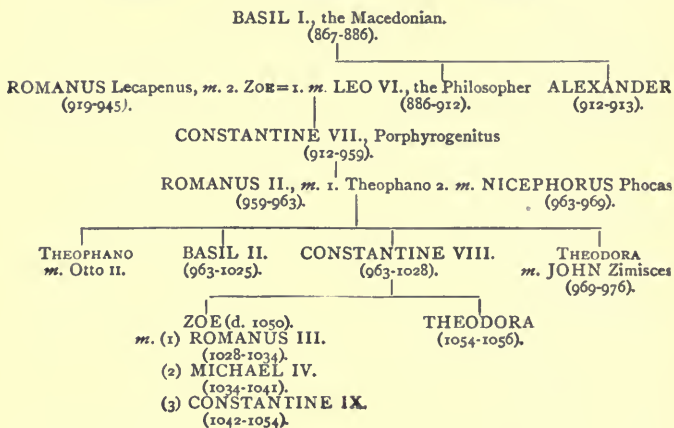 BASIL I., the Macedonian.
(867-886).
ROMANUS Lecapenus, m. 2. ZOE = 1. m. LEO VI., the Philosopher ALEXANDER
(919-945). (886-912) (912-913).
CONSTANTINE VII., Porphyrogenitus
(912-959).
ROMANUS II., m. 1. Theophano 2. m. NICEPHORUS Phocas
(959-963). (963-969).
THEOPHANO BASIL II. CONSTANTINE VIII. THEODORA
m. Otto II. (963-1025). (963-1028). m. JOHN Zimisces
(969-976).
ZOE (d. 1050). THEODORA
m. (1) ROMANUS III. (1054-1056).
(1028-1034).
(2) MICHAEL IV.
(1034-1041).
(3) CONSTANTINE IX.
(1042-1054).